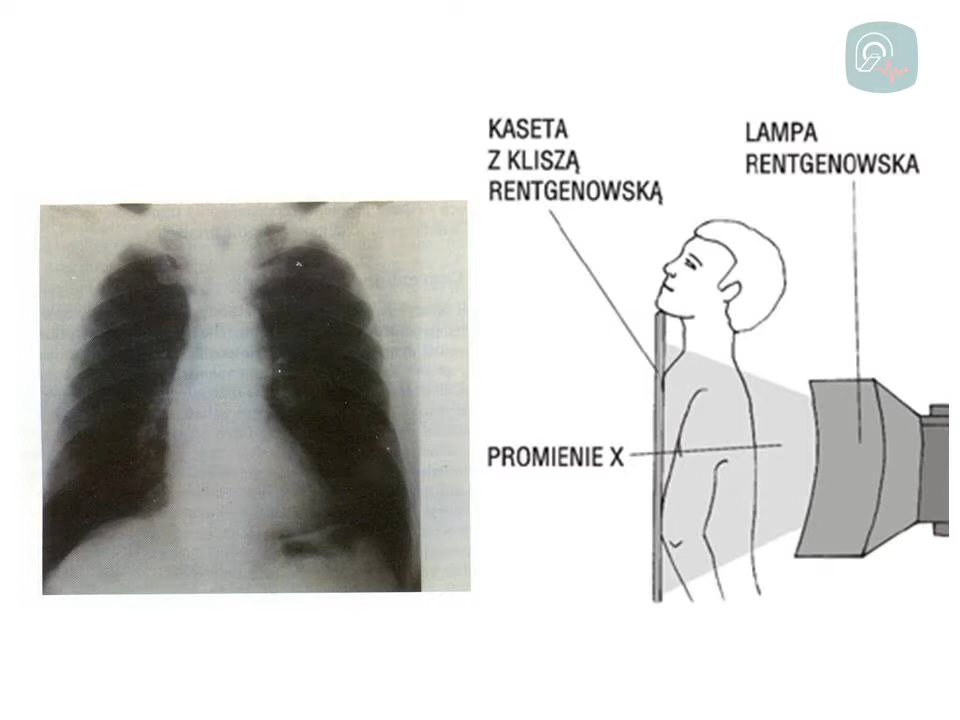 KASETA
Z KLISZĄ
RENTGENOWSKĄ
LAMPA
RENTGENOWSKA
PROMIENIE X